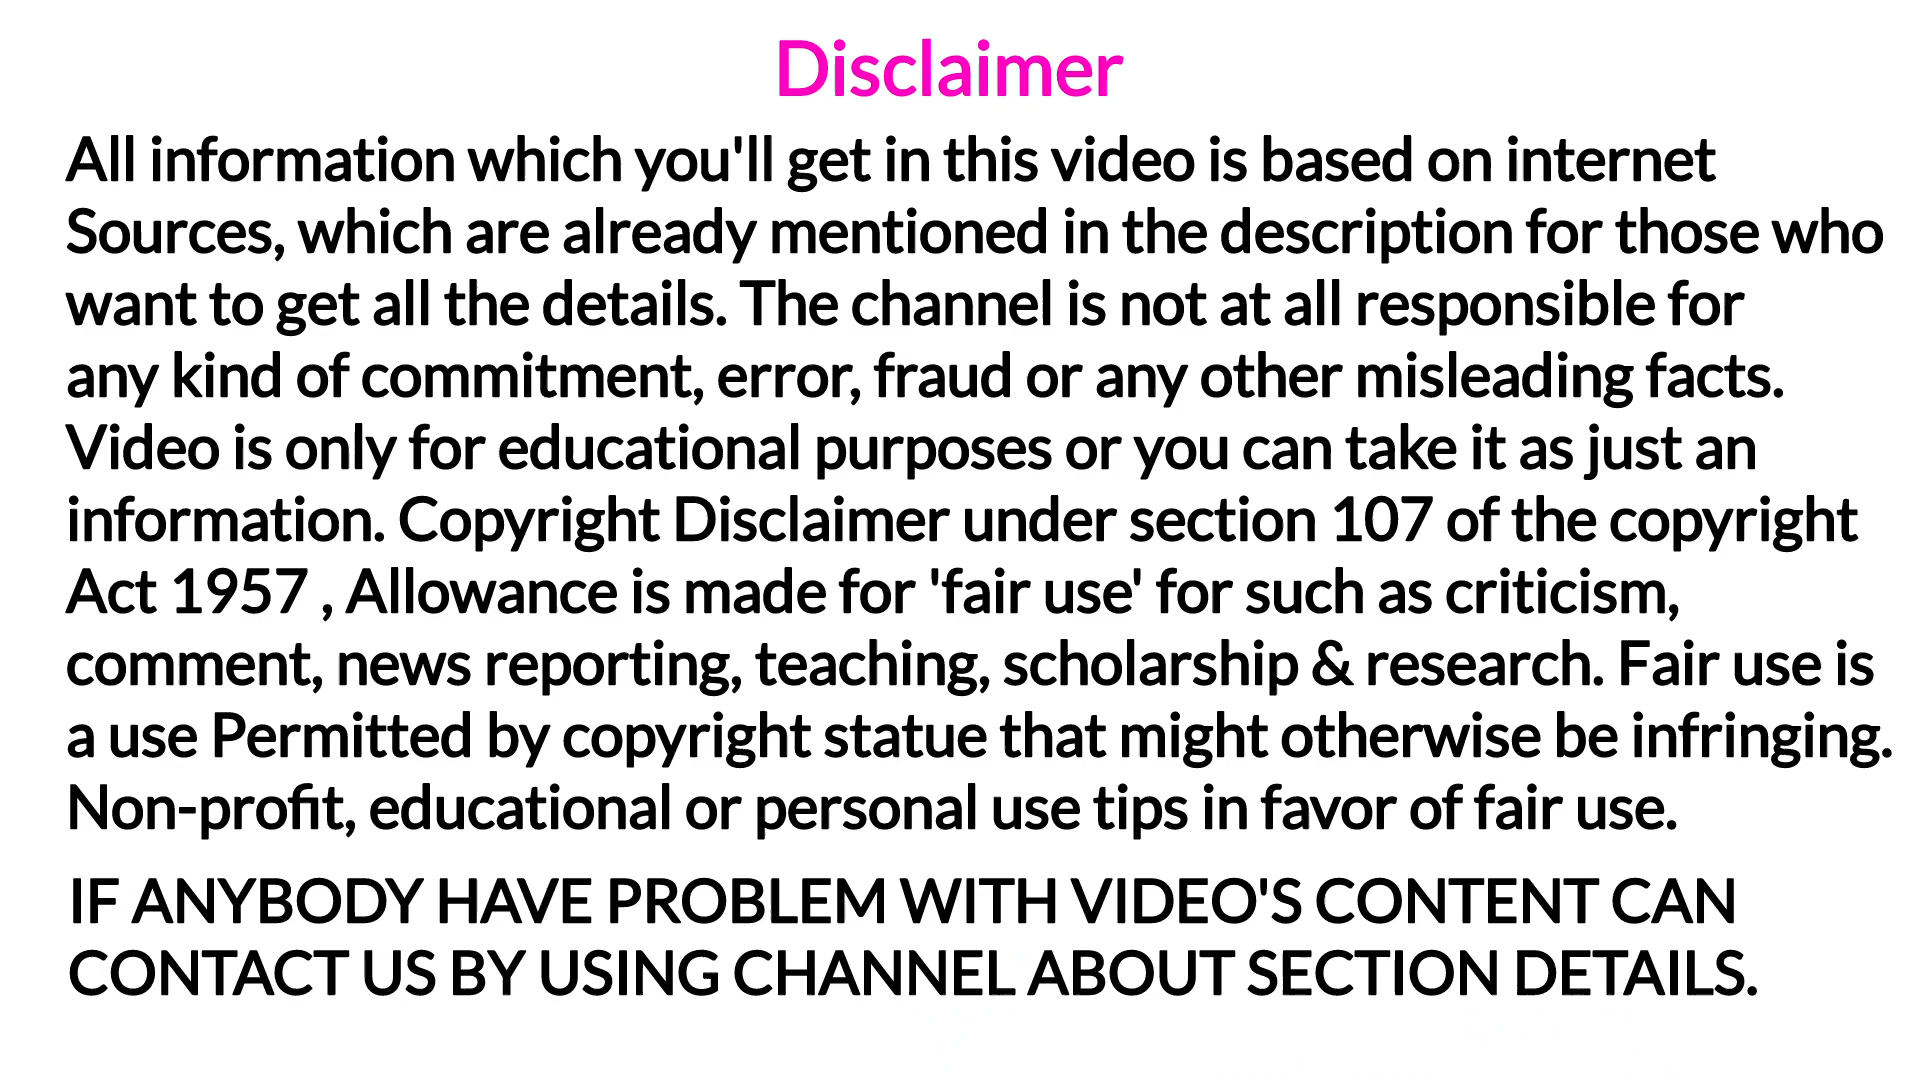 Disclaimer
All information which you'll get in this video is based on internet
Sources, which are already mentioned in the description for those who
want to get all the details. The channel is not at all responsible for
any kind of commitment, error, fraud or any other misleading facts.
Video is only for educational purposes or you can take it as just an
information. Copyright Disclaimer under section 107 of the copyright
Act 1957 , Allowance is made for 'fair use' for such as criticism,
comment, news reporting, teaching, scholarship & research. Fair use is
a use Permitted by copyright statue that might otherwise be infringing.
Non-profit, educational or personal use tips in favor of fair use.
IF ANYBODY HAVE PROBLEM WITH VIDEO'S CONTENT CAN
CONTACT US BY USING CHANNEL ABOUT SECTION DETAILS.